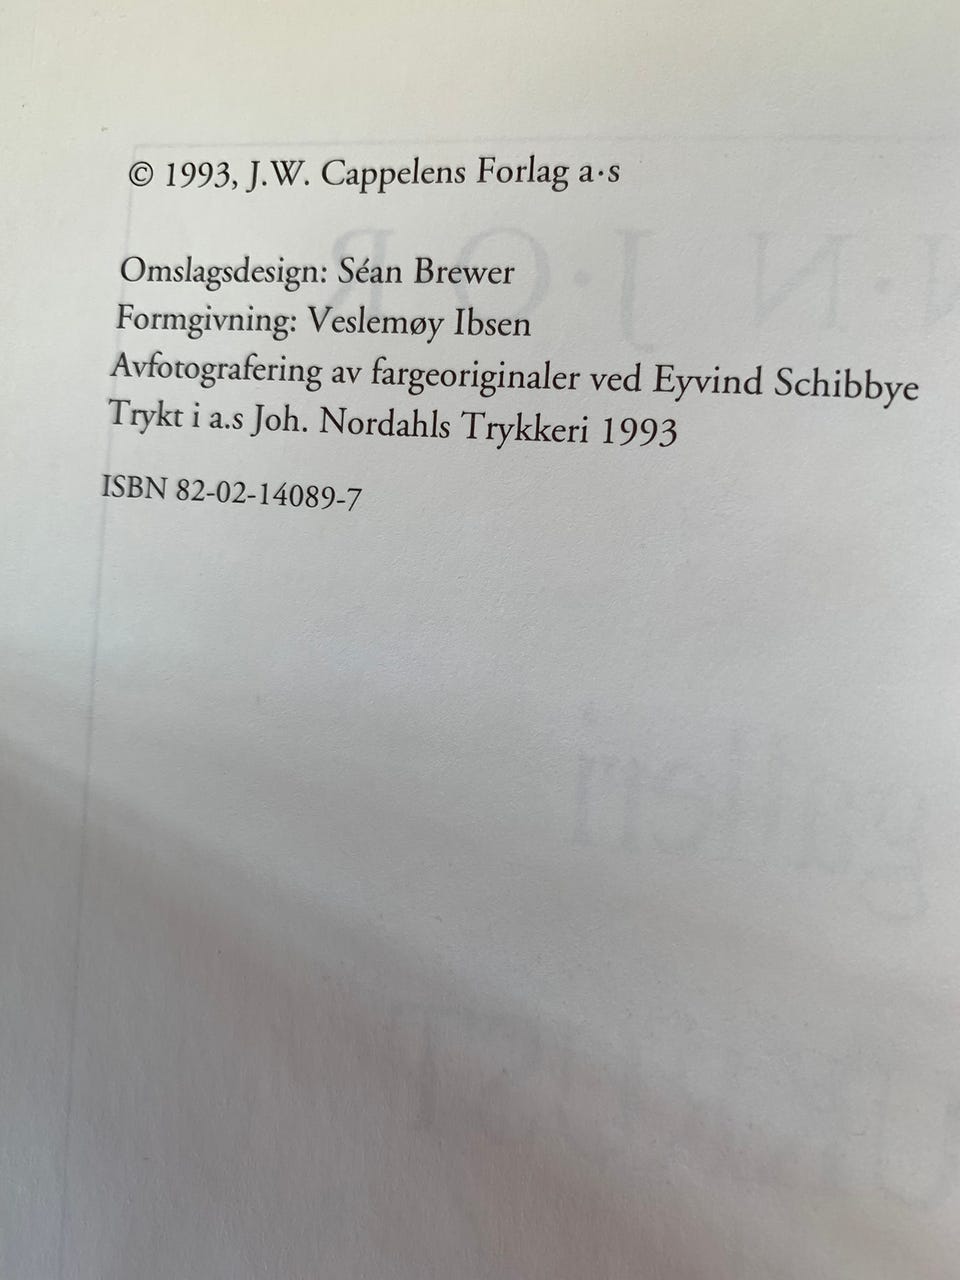 © 1993, J.W. Cappelens Forlag a·s
Omslagsdesign: Séan Brewer
Formgivning: Veslemøy Ibsen
Avfotografering av fargeoriginaler ved Eyvind Schibbye
Trykt i a.s Joh. Nordahls Trykkeri 1993
ISBN 82-02-14089-7